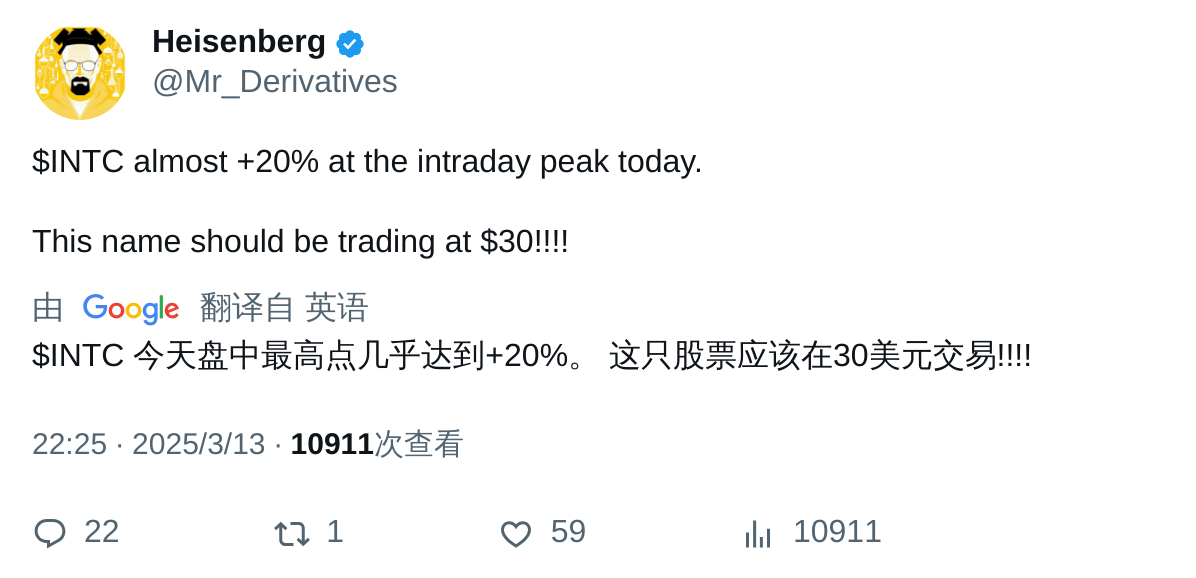 Heisenberg
@Mr_Derivatives
$INTC almost +20% at the intraday peak today.
This name should be trading at $30!!!!
由 Google 翻译自 英语
$INTC 今天盘中最高点几乎达到+20%。 这只股票应该在30美元交易!!!!
22:25 · 2025/3/13 · 10911次查看
22 1 59 10911